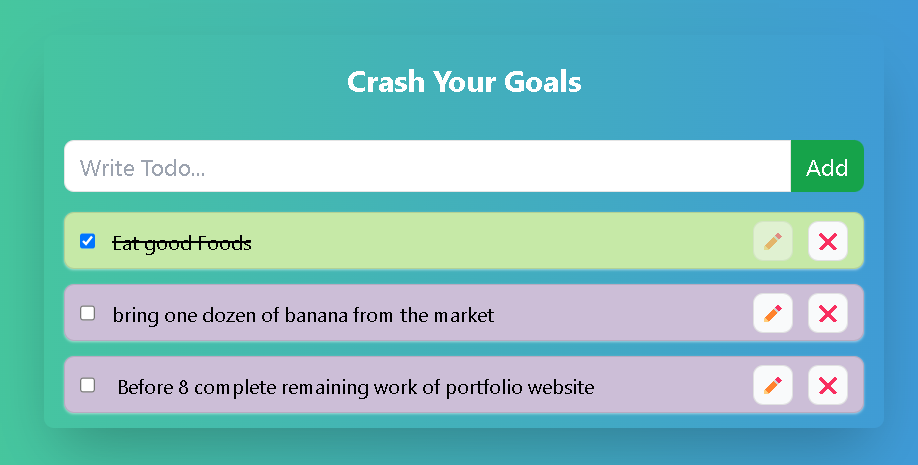 Crash Your Goals
Write Todo...
Add
Eat good Foods
bring one dozen of banana from the market
Before 8 complete remaining work of portfolio website